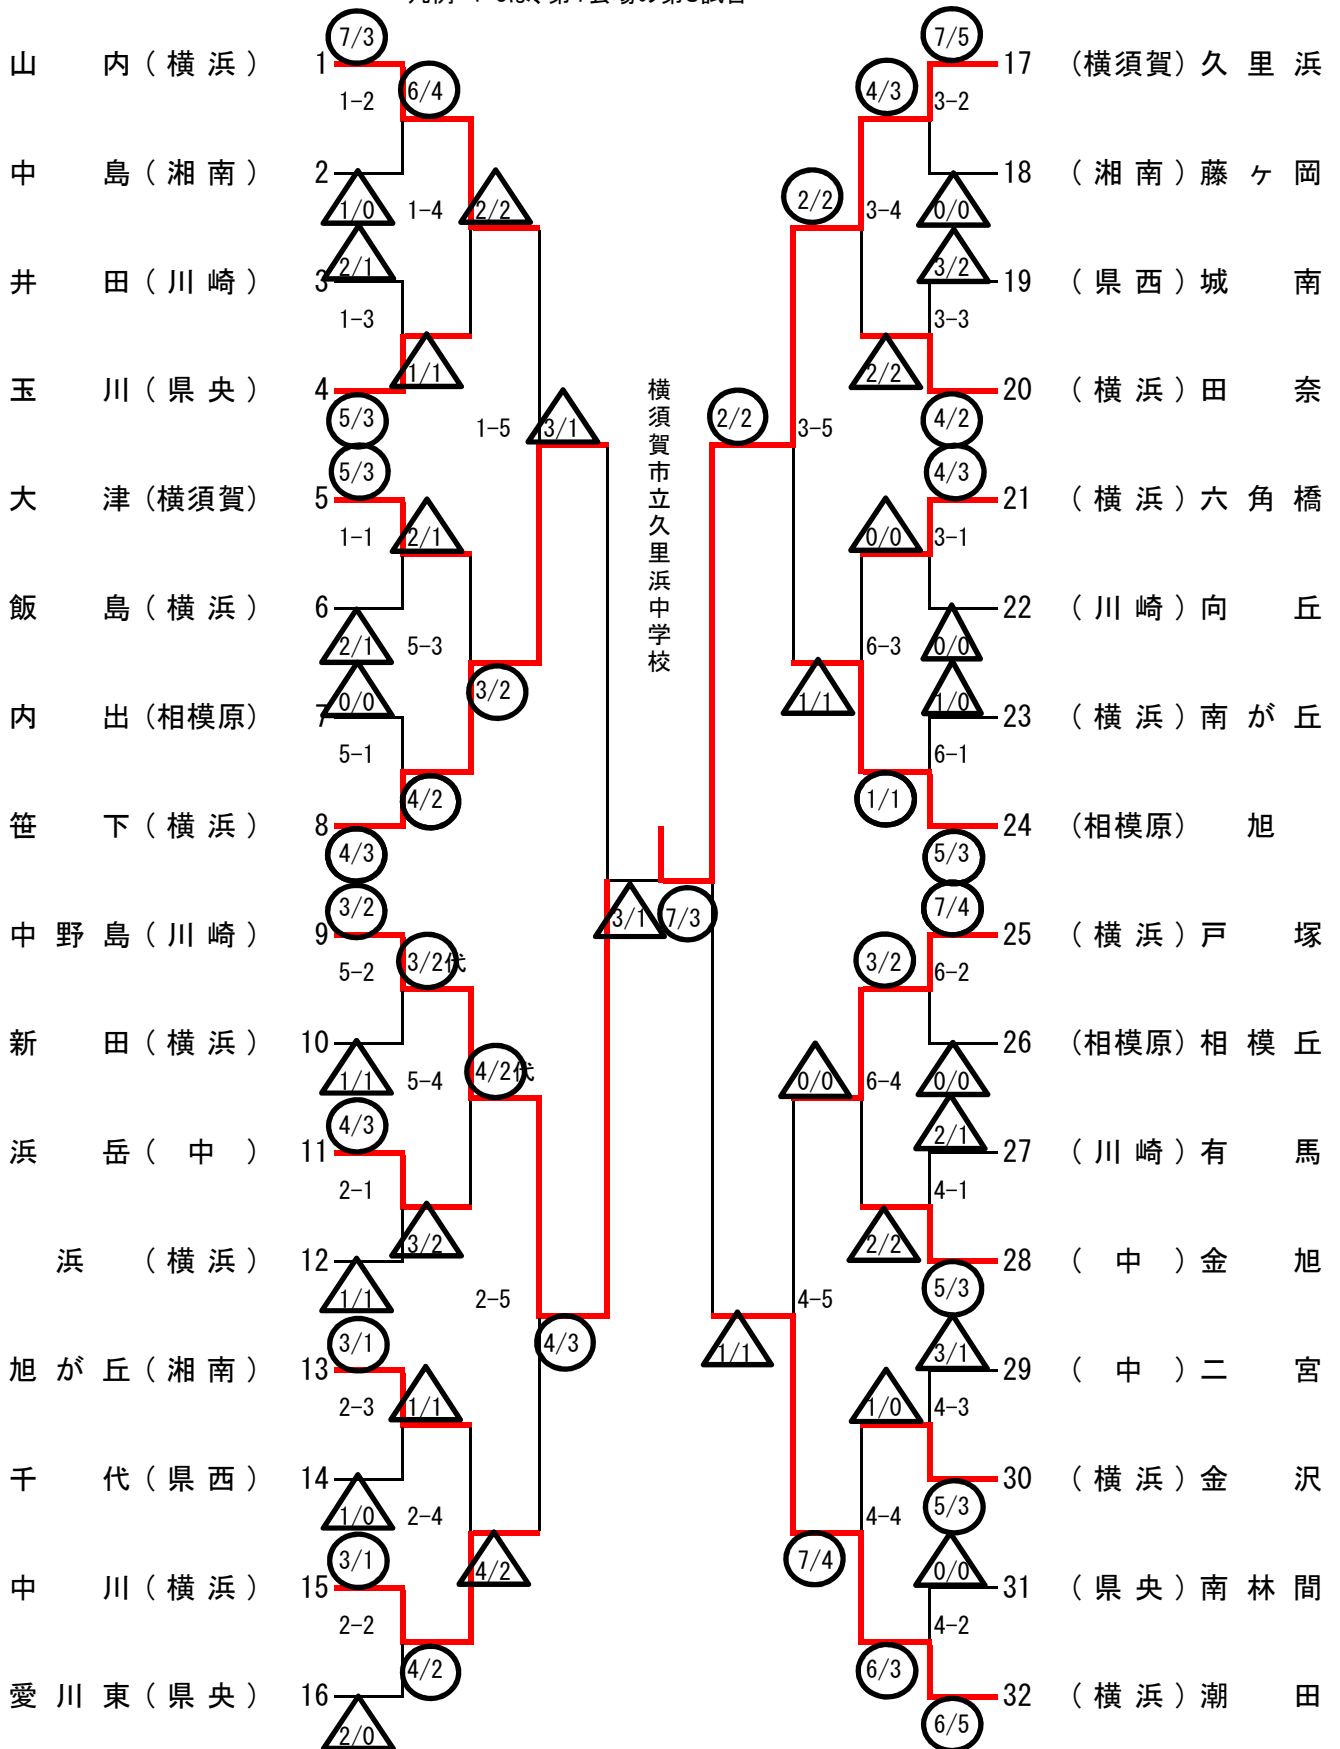 7/3
山 内 ( 横 浜 ) 1
1-2
6/4
中 島 ( 湘 南 ) 2
1/0
1-4
2/2
2/1
井 田 ( 川 崎 ) 3
1-3
1/1
玉 川 ( 県 央 ) 4
5/3
1-5
3/1
5/3
大 津 (横須賀) 5
1-1
2/1
飯 島 ( 横 浜 ) 6
2/1
5-3
0/0
3/2
内 出 (相模原) 7
5-1
4/2
笹 下 ( 横 浜 ) 8
4/3
3/2
中 野 島 ( 川 崎 ) 9
5-2
3/2代
新 田 ( 横 浜 ) 10
1/1
5-4
4/2代
4/3
浜 岳 ( 中 ) 11
2-1
3/2
浜 ( 横 浜 ) 12
1/1
2-5
4/3
3/1
旭 が 丘 ( 湘 南 ) 13
2-3
1/1
千 代 ( 県 西 ) 14
1/0
2-4
4/2
3/1
中 川 ( 横 浜 ) 15
2-2
4/2
愛 川 東 ( 県 央 ) 16
2/0
横須賀市立久里浜中学校
3/1
7/3
7/5
17 (横須賀) 久 里 浜
4/3
3-2
18 ( 湘 南 ) 藤 ヶ 岡
2/2
3-4
0/0
3/2
19 ( 県 西 ) 城 南
3-3
2/2
20 ( 横 浜 ) 田 奈
2/2
3-5
4/2
4/3
21 ( 横 浜 ) 六 角 橋
0/0
3-1
22 ( 川 崎 ) 向 丘
6-3
0/0
1/1
1/0
23 ( 横 浜 ) 南 が 丘
6-1
1/1
24 (相模原) 旭
5/3
7/4
25 ( 横 浜 ) 戸 塚
3/2
6-2
26 (相模原) 相 模 丘
0/0
6-4
0/0
2/1
27 ( 川 崎 ) 有 馬
4-1
2/2
28 ( 中 ) 金 旭
5/3
4-5
1/1
3/1
29 ( 中 ) 二 宮
1/0
4-3
30 ( 横 浜 ) 金 沢
5/3
4-4
7/4
0/0
31 ( 県 央 ) 南 林 間
4-2
6/3
32 ( 横 浜 ) 潮 田
6/5